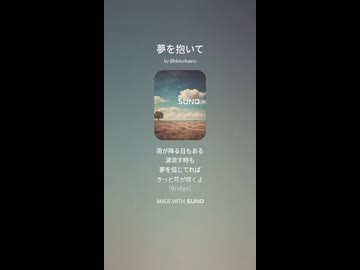 夢を抱いて
SUNO
雨が降る日もある
涙流す時も
夢を信じてれば
きっと花が咲くよ
[Bridge]
MADE WITH SUNO